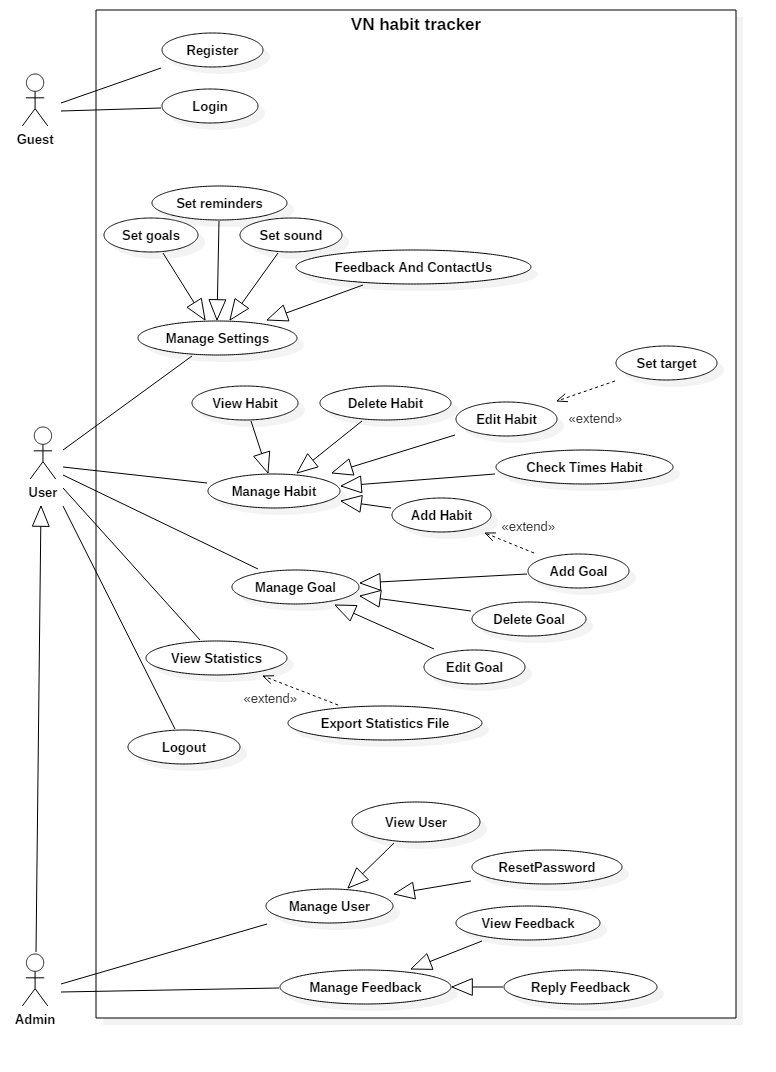 VN habit tracker
Register
Login
Guest
Set reminders
Set goals
Set sound
Feedback And ContactUs
Manage Settings
Set target
View Habit
Delete Habit
Edit Habit
«extend»
Check Times Habit
User
Manage Habit
Add Habit
«extend»
Add Goal
Manage Goal
Delete Goal
View Statistics
Edit Goal
«extend»
Export Statistics File
Logout
View User
ResetPassword
Manage User
View Feedback
Manage Feedback
Reply Feedback
Admin